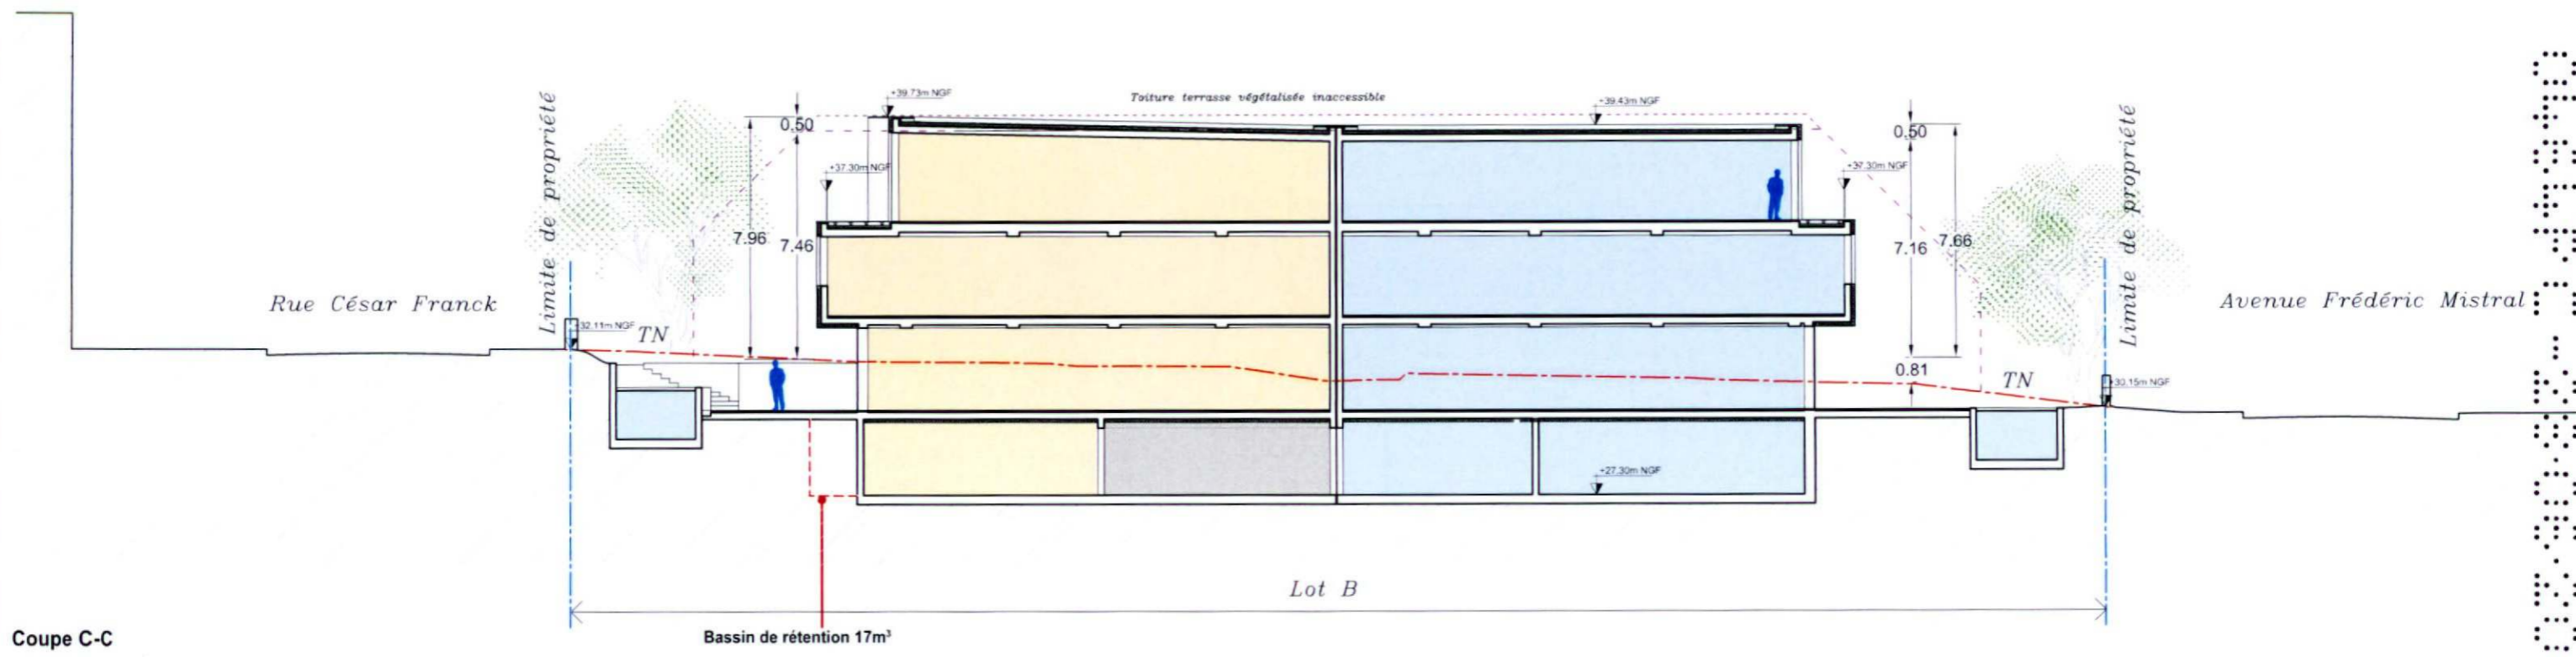 +39.73m NGF
Toiture terrasse végétalisée inaccessible
+39.43m NGF
0.50
0.50
+37.30m NGF
+37.30m NGF
Limite de propriété
Limite de propriété
7.96
7.46
7.16
7.66
Rue César Franck
Avenue Frédéric Mistral
+32.11m NGF
TN
0.81
TN
+30.15m NGF
+27.30m NGF
Lot B
Coupe C-C
Bassin de rétention 17m³